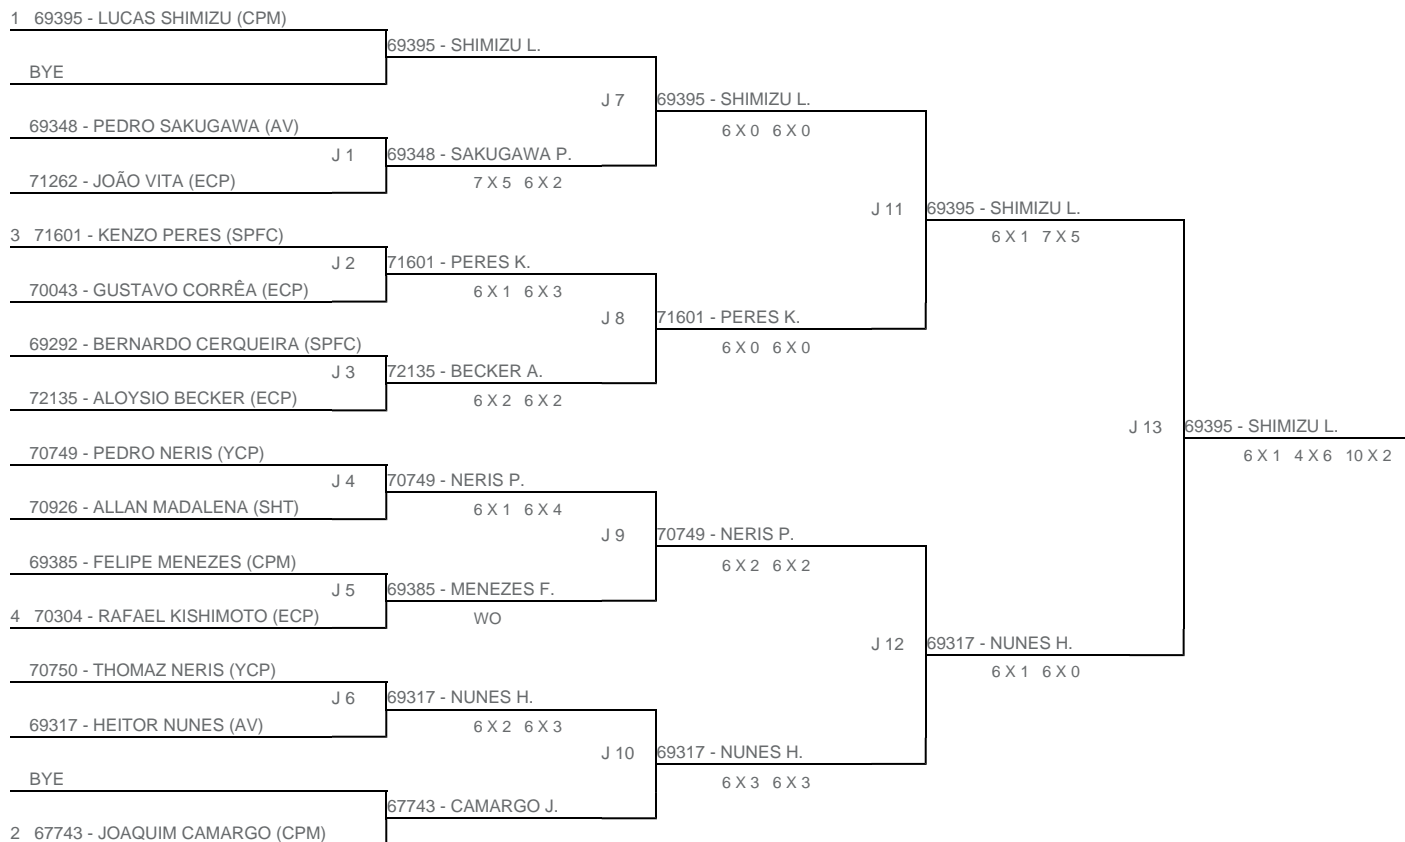 1 69395 - LUCAS SHIMIZU (CPM)
69395 - SHIMIZU L.
BYE
J 7 69395 - SHIMIZU L.
69348 - PEDRO SAKUGAWA (AV)
6 X 0 6 X 0
J 1 69348 - SAKUGAWA P.
71262 - JOÃO VITA (ECP)
7 X 5 6 X 2
J 11 69395 - SHIMIZU L.
3 71601 - KENZO PERES (SPFC)
6 X 1 7 X 5
J 2 71601 - PERES K.
70043 - GUSTAVO CORRÊA (ECP)
6 X 1 6 X 3
J 8 71601 - PERES K.
69292 - BERNARDO CERQUEIRA (SPFC)
6 X 0 6 X 0
J 3 72135 - BECKER A.
72135 - ALOYSIO BECKER (ECP)
6 X 2 6 X 2
J 13 69395 - SHIMIZU L.
70749 - PEDRO NERIS (YCP)
6 X 1 4 X 6 10 X 2
J 4 70749 - NERIS P.
70926 - ALLAN MADALENA (SHT)
6 X 1 6 X 4
J 9 70749 - NERIS P.
69385 - FELIPE MENEZES (CPM)
6 X 2 6 X 2
J 5 69385 - MENEZES F.
4 70304 - RAFAEL KISHIMOTO (ECP)
WO
J 12 69317 - NUNES H.
70750 - THOMAZ NERIS (YCP)
6 X 1 6 X 0
J 6 69317 - NUNES H.
69317 - HEITOR NUNES (AV)
6 X 2 6 X 3
J 10 69317 - NUNES H.
BYE
6 X 3 6 X 3
67743 - CAMARGO J.
2 67743 - JOAQUIM CAMARGO (CPM)